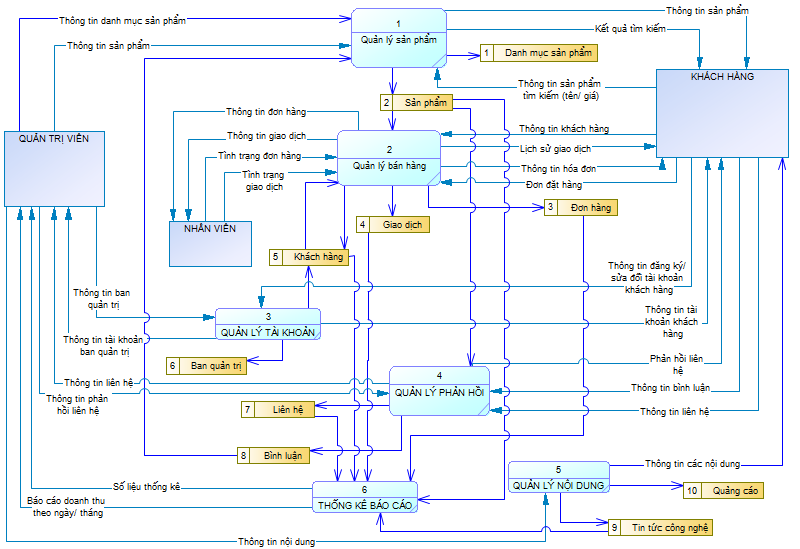 Thông tin danh mục sản phẩm
1
Quản lý sản phẩm
Thông tin sản phẩm
Kết quả tìm kiếm
Thông tin sản phẩm
1 Danh mục sản phẩm
KHÁCH HÀNG
Thông tin sản phẩm
tìm kiếm (tên/ giá)
2 Sản phẩm
Thông tin đơn hàng
QUẢN TRỊ VIÊN
Thông tin giao dịch
2
Quản lý bán hàng
Thông tin khách hàng
Lịch sử giao dịch
Tình trạng đơn hàng
Thông tin hóa đơn
Tình trạng
giao dịch
Đơn đặt hàng
3 Đơn hàng
NHÂN VIÊN
4 Giao dịch
5 Khách hàng
Thông tin đăng ký/
sửa đổi tài khoản
khách hàng
Thông tin ban
quản trị
3
QUẢN LÝ TÀI KHOẢN
Thông tin tài
khoản khách
hàng
Thông tin tài khoản
ban quản trị
6 Ban quản trị
4
QUẢN LÝ PHẢN HỒI
Phản hồi liên
hệ
Thông tin liên hệ
Thông tin bình luận
Thông tin phản
hồi liên hệ
7 Liên hệ
Thông tin liên hệ
8 Bình luận
5
QUẢN LÝ NỘI DUNG
Thông tin các nội dung
Số liệu thống kê
6
THỐNG KÊ BÁO CÁO
10 Quảng cáo
Báo cáo doanh thu
theo ngày/ tháng
9 Tin tức công nghệ
Thông tin nội dung